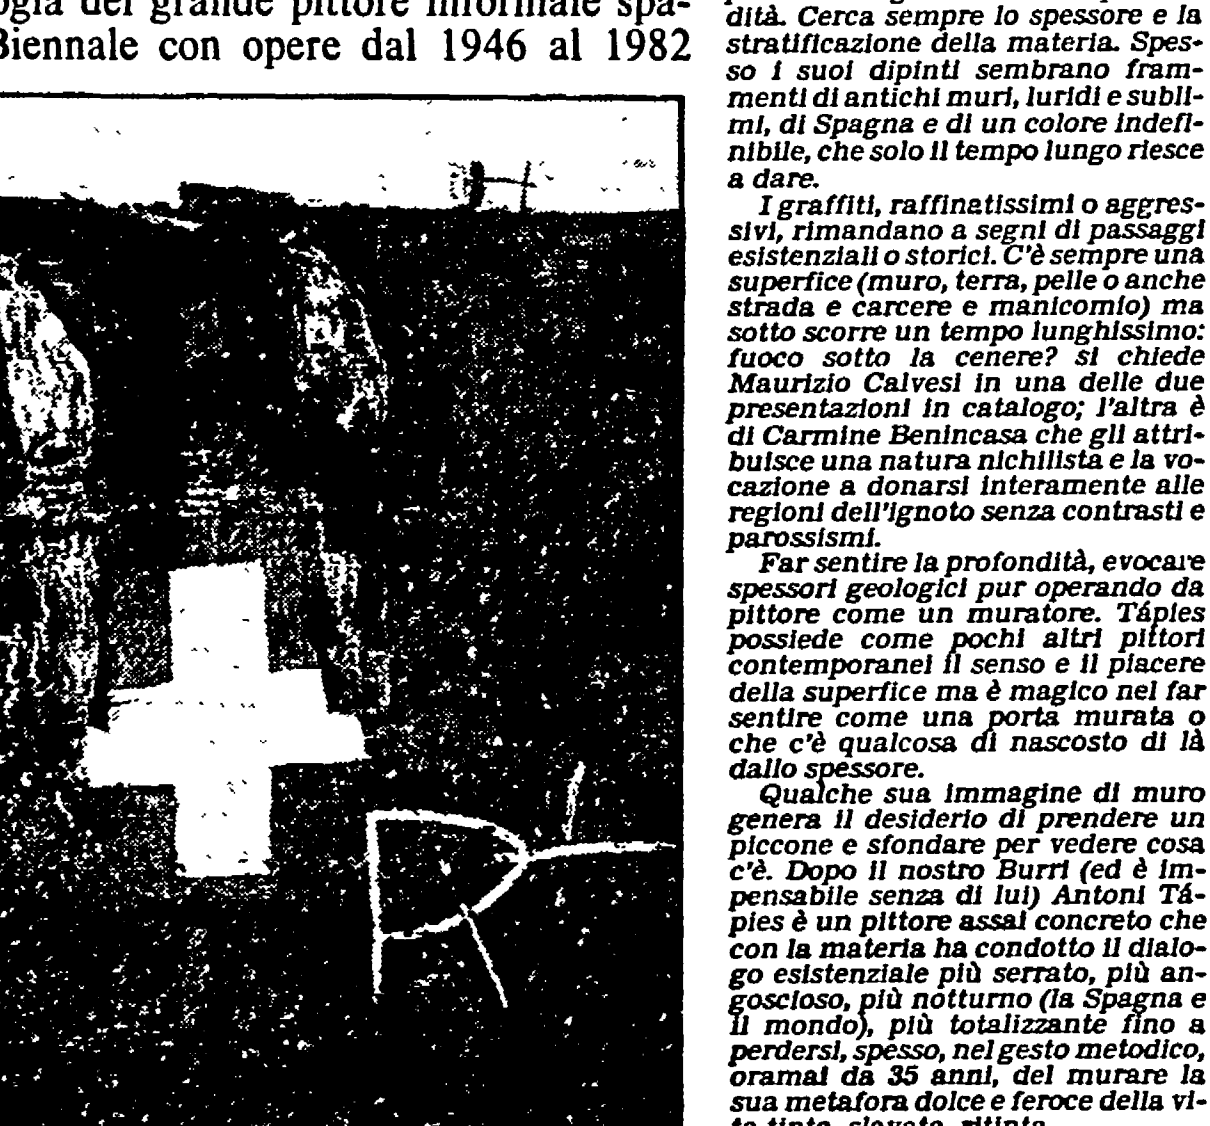 ogia del grande pittore informale spa-
Biennale con opere dal 1946 al 1982
dità. Cerca sempre lo spessore e la
stratificazione della materia. Spes-
so i suoi dipinti sembrano fram-
menti di antichi muri, luridi e subli-
mi, di Spagna e di un colore indefi-
nibile, che solo il tempo lungo riesce
a dare.
I graffiti, raffinatissimi o aggres-
sivi, rimandano a segni di passaggi
esistenziali o storici. C'è sempre una
superfice (muro, terra, pelle o anche
strada e carcere e manicomio) ma
sotto scorre un tempo lunghissimo:
fuoco sotto la cenere? si chiede
Maurizio Calvesi in una delle due
presentazioni in catalogo; l'altra è
di Carmine Benincasa che gli attri-
buisce una natura nichilista e la vo-
cazione a donarsi interamente alle
regioni dell'ignoto senza contrasti e
parossismi.
Far sentire la profondità, evocare
spessori geologici pur operando da
pittore come un muratore. Tápies
possiede come pochi altri pittori
contemporanei il senso e il piacere
della superfice ma è magico nel far
sentire come una porta murata o
che c'è qualcosa di nascosto di là
dallo spessore.
Qualche sua immagine di muro
genera il desiderio di prendere un
piccone e sfondare per vedere cosa
c'è. Dopo il nostro Burri (ed è im-
pensabile senza di lui) Antoni Tá-
pies è un pittore assai concreto che
con la materia ha condotto il dialo-
go esistenziale più serrato, più an-
goscioso, più notturno (la Spagna e
il mondo), più totalizzante fino a
perdersi, spesso, nel gesto metodico,
oramai da 35 anni, del murare la
sua metafora dolce e feroce della vi-
R